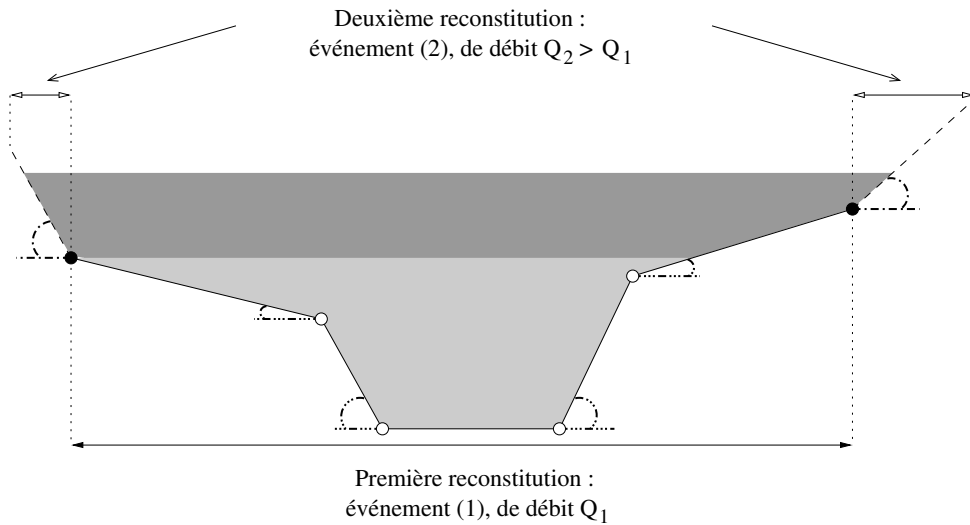 Deuxième reconstitution :
événement (2), de débit Q2 > Q1
Première reconstitution :
événement (1), de débit Q1